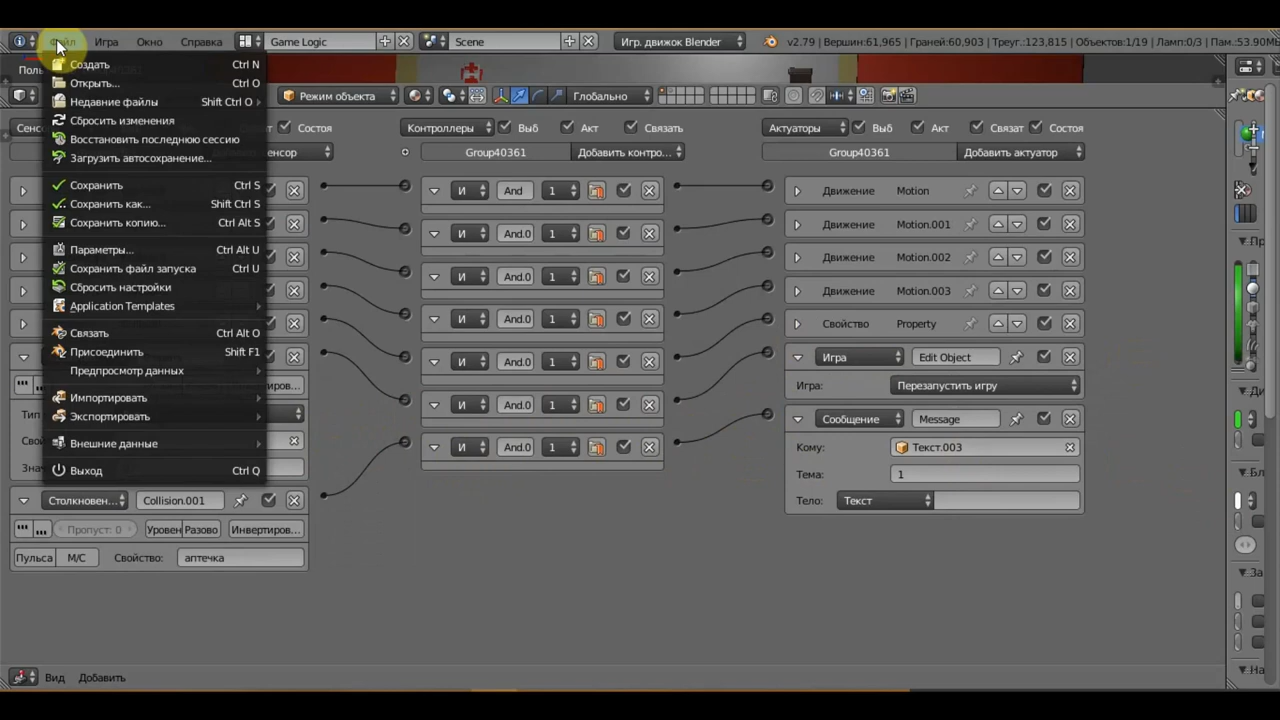 Файл Игра Окно Справка Game Logic Scene Игр. движок Blender v2.79 | Вершин:61,965 | Граней:60,903 | Треуг.:123,815 | Объекты:1/19 | Ламп:0/3 | Пам.:53.90M
Режим объекта Глобально
Создать Ctrl N
Открыть... Ctrl O
Недавние файлы Shift Ctrl O
Сбросить изменения
Восстановить последнюю сессию
Загрузить автосохранение...
Сохранить Ctrl S
Сохранить как... Shift Ctrl S
Сохранить копию... Ctrl Alt S
Параметры... Ctrl Alt U
Сохранить файл запуска Ctrl U
Сбросить настройки
Application Templates
Связать Ctrl Alt O
Присоединить Shift F1
Предпросмотр данных
Импортировать
Экспортировать
Внешние данные
Выход Ctrl Q
Состоя
Столкновен... Collision.001
Пропуст: 0 Уровен Разово Инвертиров...
Пульса М/С Свойство: аптечка
Контроллеры Выб Акт Связать
Group40361 Добавить контро...
И And 1
И And.0 1
И And.0 1
И And.0 1
И And.0 1
И And.0 1
И And.0 1
Актуаторы Выб Акт Связат Состоя
Group40361 Добавить актуатор
Движение Motion
Движение Motion.001
Движение Motion.002
Движение Motion.003
Свойство Property
Игра Edit Object
Игра: Перезапустить игру
Сообщение Message
Кому: Текст.003
Тема: 1
Тело: Текст
Вид Добавить